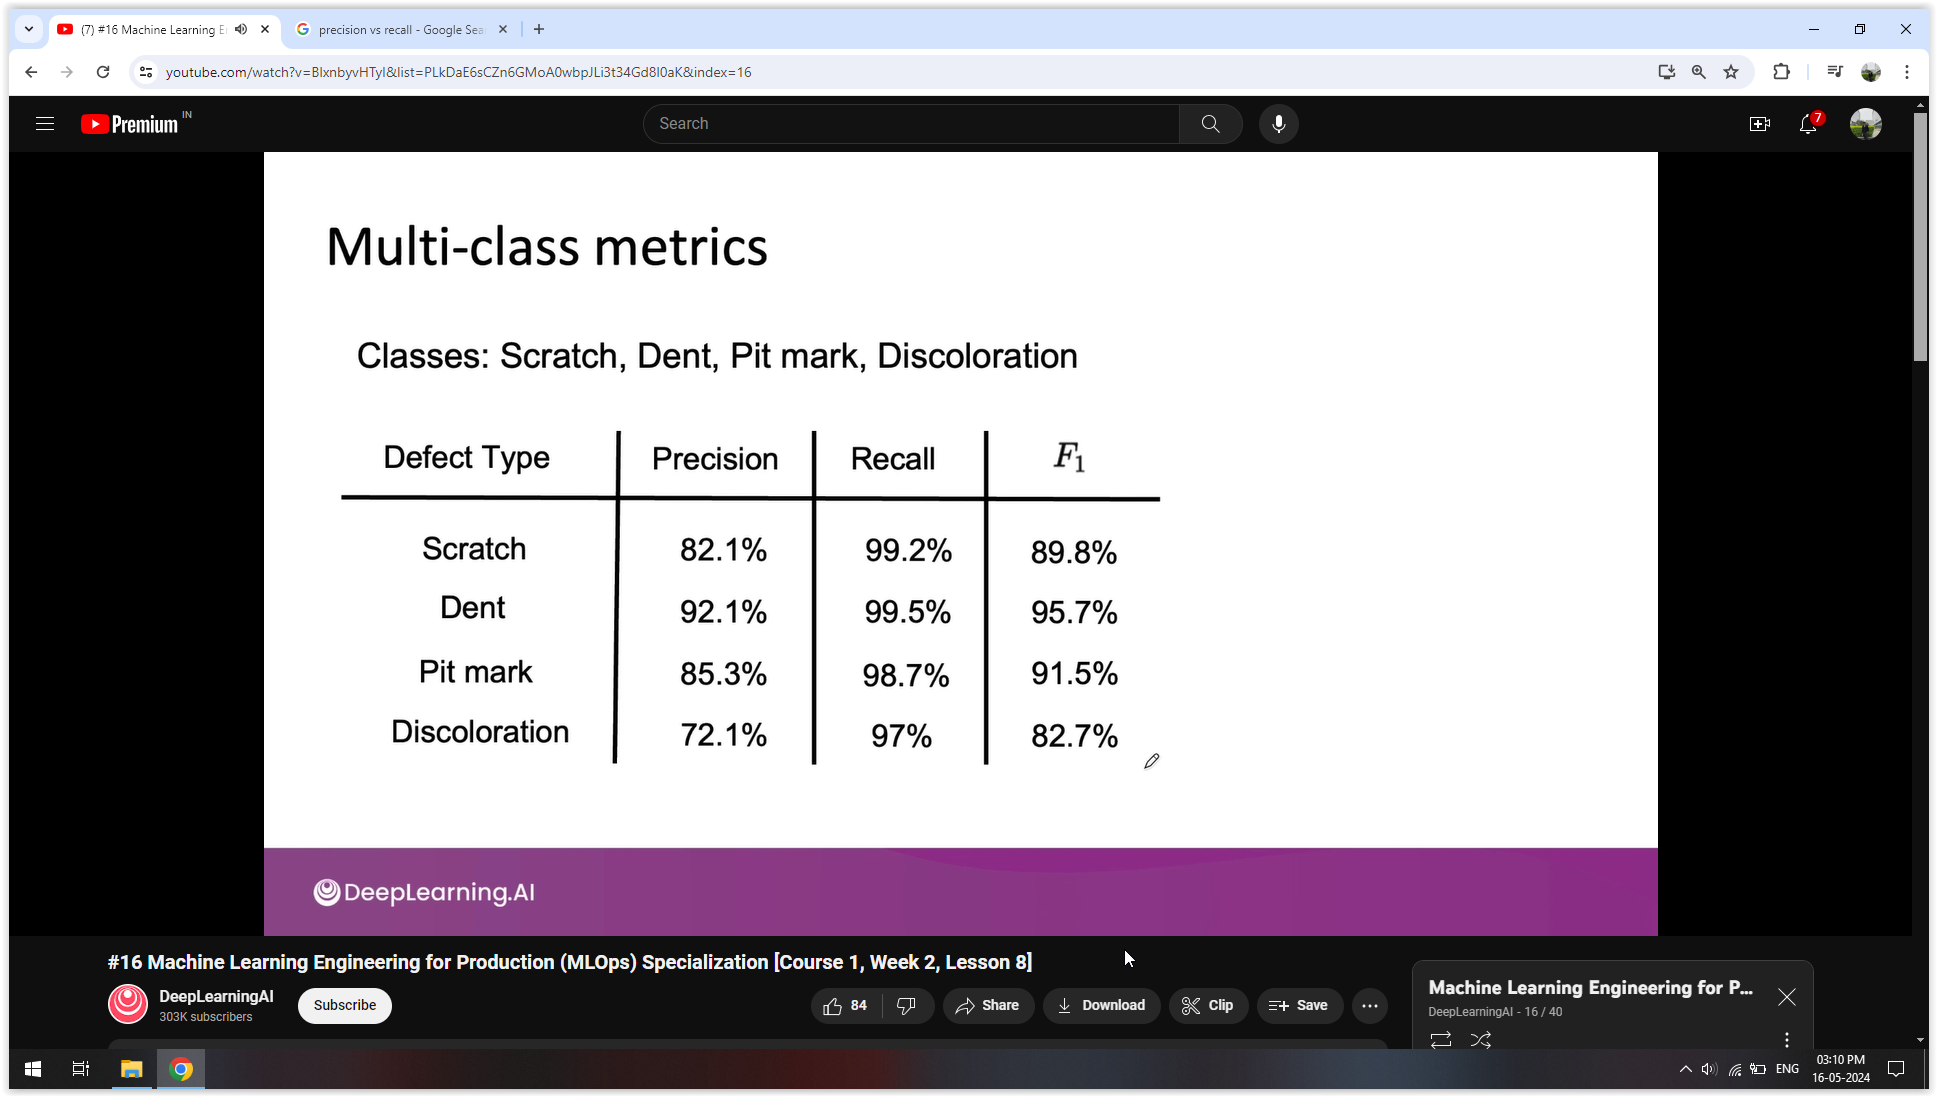 (7) #16 Machine Learning E
precision vs recall - Google Sea
youtube.com/watch?v=BlxnbyvHTyI&list=PLkDaE6sCZn6GMoA0wbpJLi3t34Gd8l0aK&index=16
Premium IN
Search
7
Multi-class metrics
Classes: Scratch, Dent, Pit mark, Discoloration
Defect Type Precision Recall F1
Scratch 82.1% 99.2% 89.8%
Dent 92.1% 99.5% 95.7%
Pit mark 85.3% 98.7% 91.5%
Discoloration 72.1% 97% 82.7%
DeepLearning.AI
#16 Machine Learning Engineering for Production (MLOps) Specialization [Course 1, Week 2, Lesson 8]
DeepLearningAI
303K subscribers
Subscribe
84
Share
Download
Clip
Save
Machine Learning Engineering for P...
DeepLearningAI - 16 / 40
ENG
03:10 PM
16-05-2024